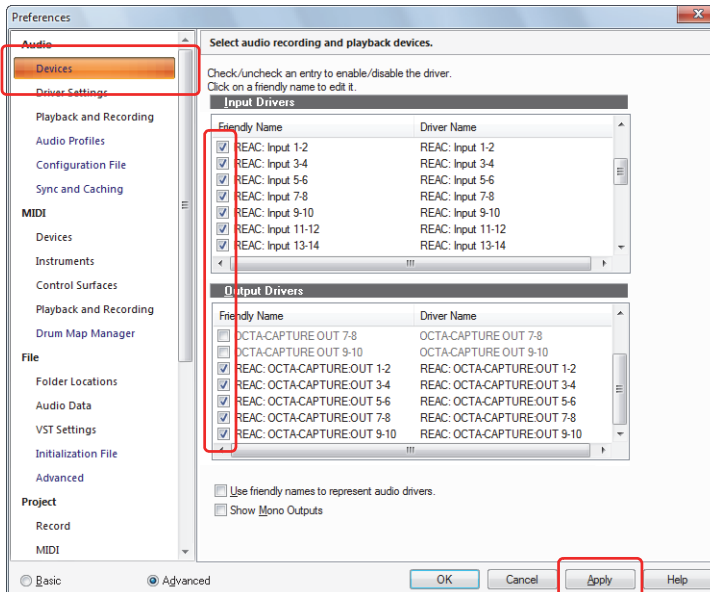 Preferences
Audio
Devices
Driver Settings
Playback and Recording
Audio Profiles
Configuration File
Sync and Caching
MIDI
Devices
Instruments
Control Surfaces
Playback and Recording
Drum Map Manager
File
Folder Locations
Audio Data
VST Settings
Initialization File
Advanced
Project
Record
MIDI
Basic
Advanced
Select audio recording and playback devices.
Check/uncheck an entry to enable/disable the driver.
Click on a friendly name to edit it.
Input Drivers
Friendly Name Driver Name
REAC: Input 1-2 REAC: Input 1-2
REAC: Input 3-4 REAC: Input 3-4
REAC: Input 5-6 REAC: Input 5-6
REAC: Input 7-8 REAC: Input 7-8
REAC: Input 9-10 REAC: Input 9-10
REAC: Input 11-12 REAC: Input 11-12
REAC: Input 13-14 REAC: Input 13-14
Output Drivers
Friendly Name Driver Name
OCTA-CAPTURE OUT 7-8 OCTA-CAPTURE OUT 7-8
OCTA-CAPTURE OUT 9-10 OCTA-CAPTURE OUT 9-10
REAC: OCTA-CAPTURE:OUT 1-2 REAC: OCTA-CAPTURE:OUT 1-2
REAC: OCTA-CAPTURE:OUT 3-4 REAC: OCTA-CAPTURE:OUT 3-4
REAC: OCTA-CAPTURE:OUT 5-6 REAC: OCTA-CAPTURE:OUT 5-6
REAC: OCTA-CAPTURE:OUT 7-8 REAC: OCTA-CAPTURE:OUT 7-8
REAC: OCTA-CAPTURE:OUT 9-10 REAC: OCTA-CAPTURE:OUT 9-10
Use friendly names to represent audio drivers.
Show Mono Outputs
OK Cancel Apply Help